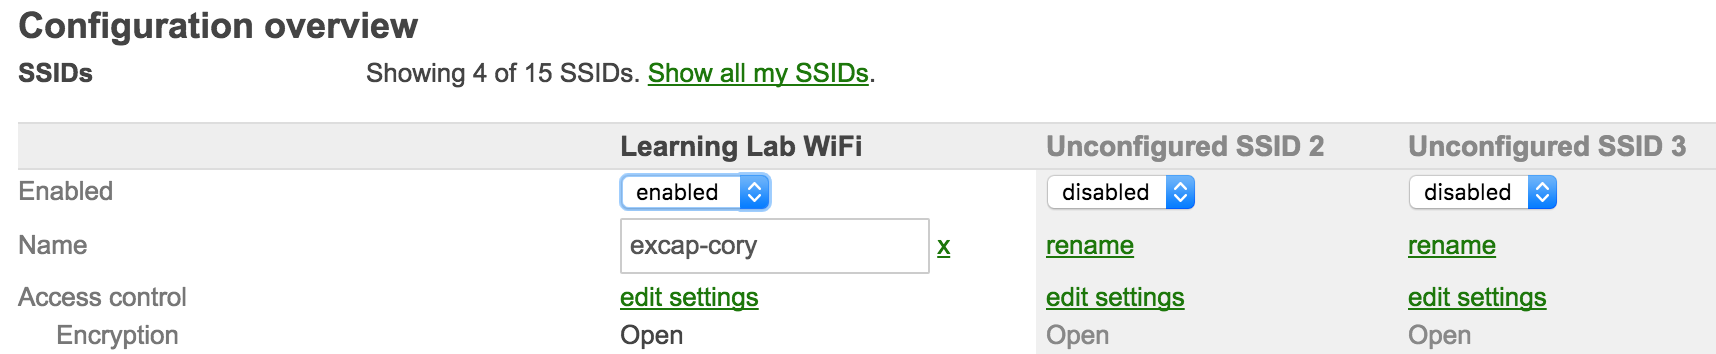 Configuration overview
SSIDs Showing 4 of 15 SSIDs. Show all my SSIDs.
Learning Lab WiFi Unconfigured SSID 2 Unconfigured SSID 3
Enabled enabled disabled disabled
Name excap-cory x rename rename
Access control edit settings edit settings edit settings
Encryption Open Open Open